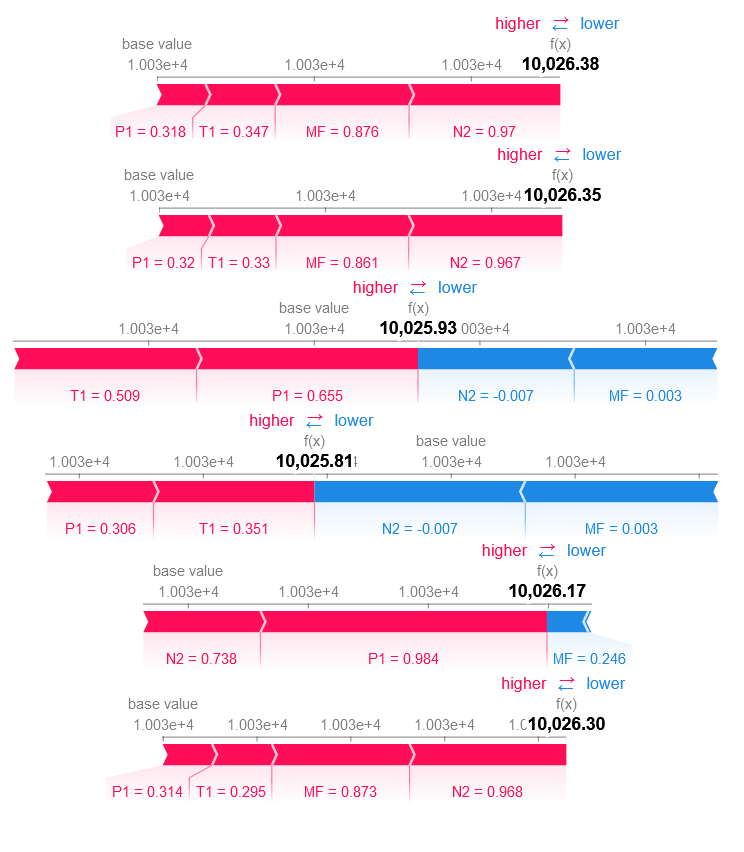 higher lower
base value f(x)
1.003e+4 1.003e+4 1.003e+4 10,026.38
P1 = 0.318 T1 = 0.347 MF = 0.876 N2 = 0.97
higher lower
base value f(x)
1.003e+4 1.003e+4 1.003e+4 10,026.35
P1 = 0.32 T1 = 0.33 MF = 0.861 N2 = 0.967
higher lower
base value f(x)
1.003e+4 1.003e+4 10,025.93 003e+4 1.003e+4
T1 = 0.509 P1 = 0.655 N2 = -0.007 MF = 0.003
higher lower
f(x) base value
1.003e+4 1.003e+4 10,025.81 1.003e+4 1.003e+4
P1 = 0.306 T1 = 0.351 N2 = -0.007 MF = 0.003
higher lower
base value f(x)
1.003e+4 1.003e+4 1.003e+4 10,026.17
N2 = 0.738 P1 = 0.984 MF = 0.246
higher lower
base value f(x)
1.003e+4 1.003e+4 1.003e+4 1.003e+4 1.0 10,026.30
P1 = 0.314 T1 = 0.295 MF = 0.873 N2 = 0.968